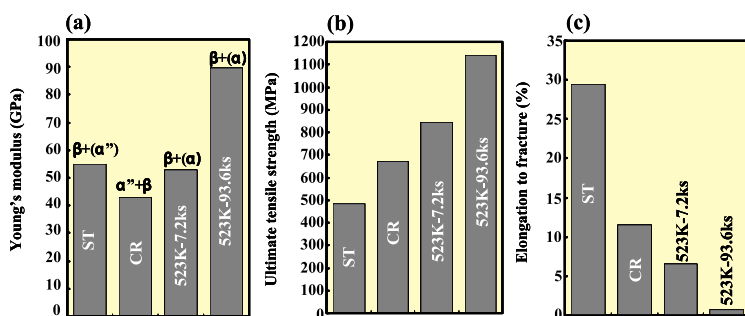 (a)
Young's modulus (GPa)
100
90
80
70
60
50
40
30
20
10
0
β+(α")
α"+β
β+(α)
β+(α)
ST
CR
523K-7.2ks
523K-93.6ks
(b)
Ultimate tensile strength (MPa)
1200
1100
1000
900
800
700
600
500
400
300
200
100
0
ST
CR
523K-7.2ks
523K-93.6ks
(c)
Elongation to fracture (%)
35
30
25
20
15
10
5
0
ST
CR
523K-7.2ks
523K-93.6ks